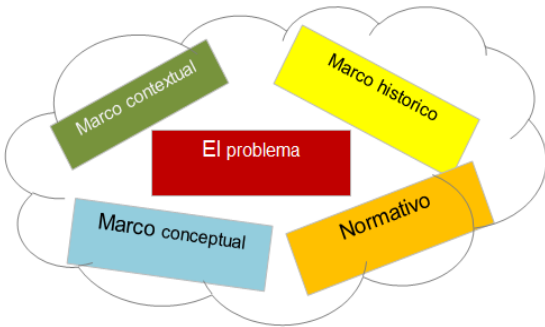 Marco contextual
Marco historico
El problema
Marco conceptual
Normativo